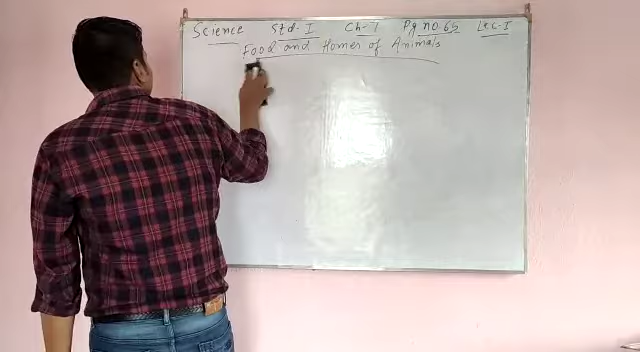 Science Std-I Ch-7 Pg no.65 Lec-I
Food and Homes of Animals